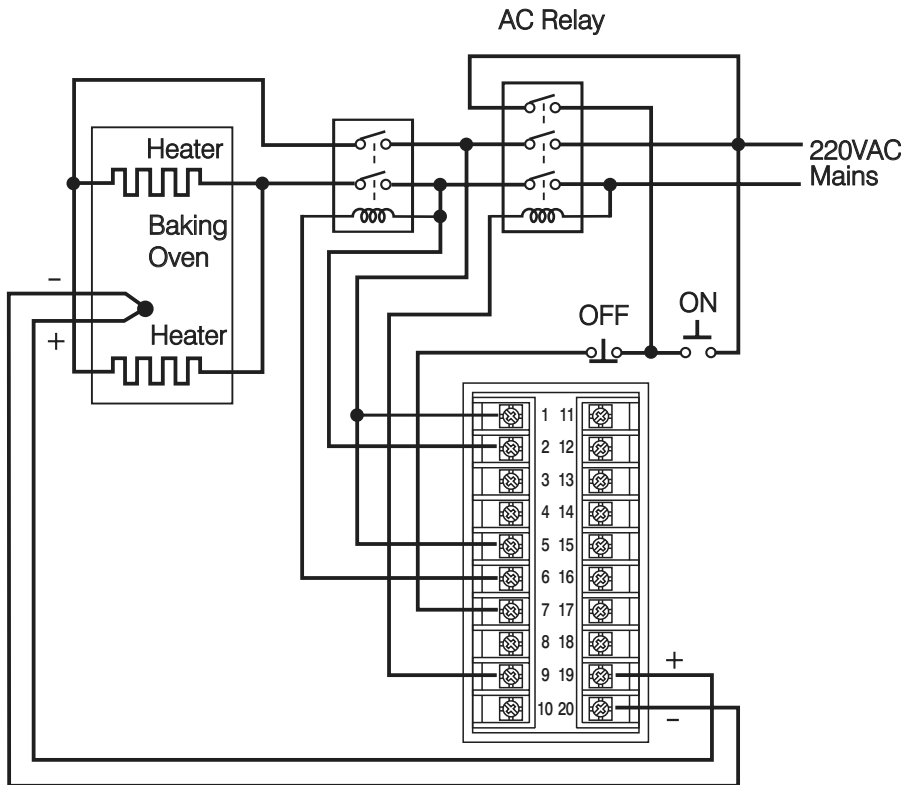 AC Relay
Heater
220VAC
Mains
Baking
Oven
−
+
Heater
OFF
ON
1 11
2 12
3 13
4 14
5 15
6 16
7 17
8 18
9 19
+
10 20
−